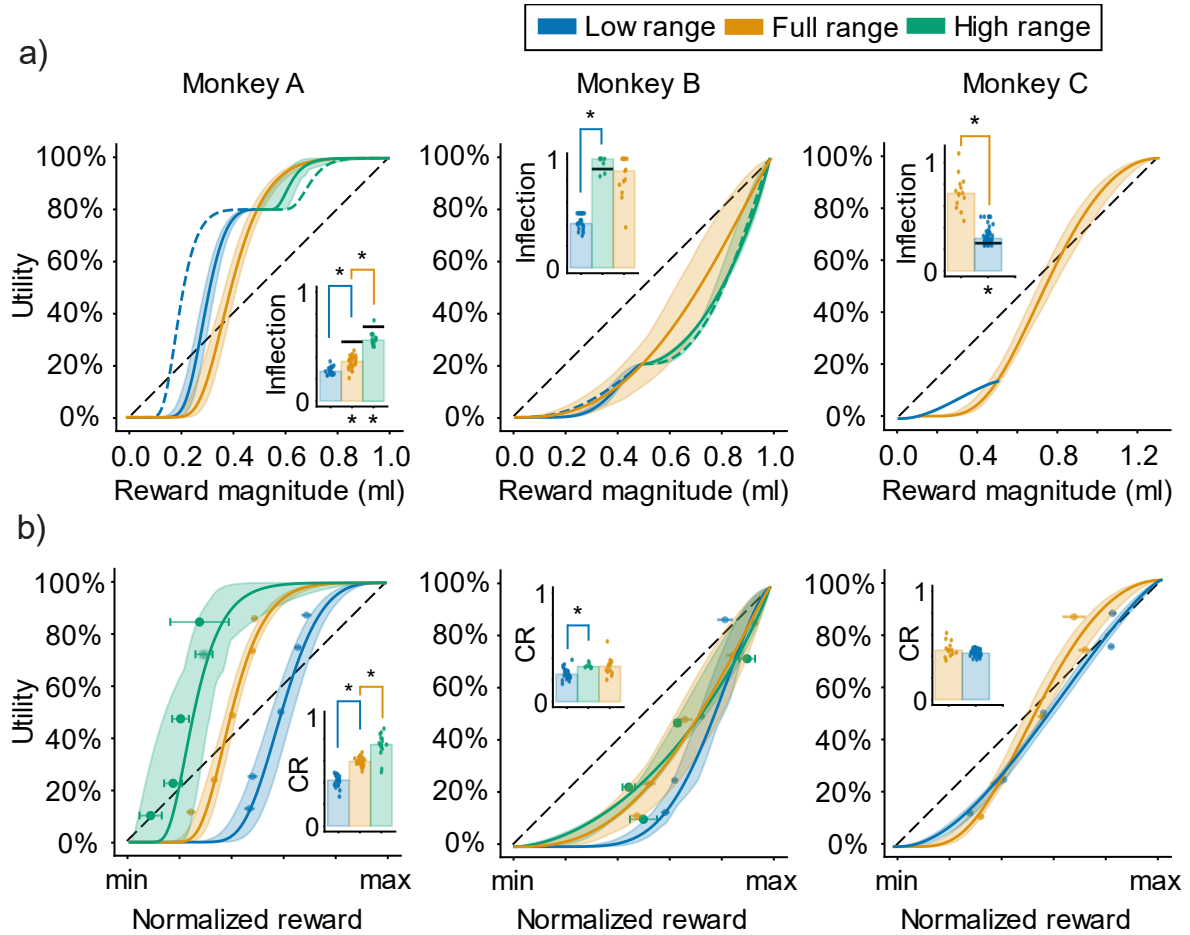 Low range Full range High range
a)
Monkey A Monkey B Monkey C
Utility
100%
80%
60%
40%
20%
0%
0.0 0.2 0.4 0.6 0.8 1.0
Reward magnitude (ml)
Inflection
1
0
* *
* *
100%
80%
60%
40%
20%
0%
0.0 0.2 0.4 0.6 0.8 1.0
Reward magnitude (ml)
Inflection
0
*
100%
80%
60%
40%
20%
0%
0.0 0.4 0.8 1.2
Reward magnitude (ml)
Inflection
1
0
*
*
b)
Utility
100%
80%
60%
40%
20%
0%
min max
Normalized reward
CR
1
0
* *
100%
80%
60%
40%
20%
0%
min max
Normalized reward
CR
1
0
*
100%
80%
60%
40%
20%
0%
min max
Normalized reward
CR
1
0